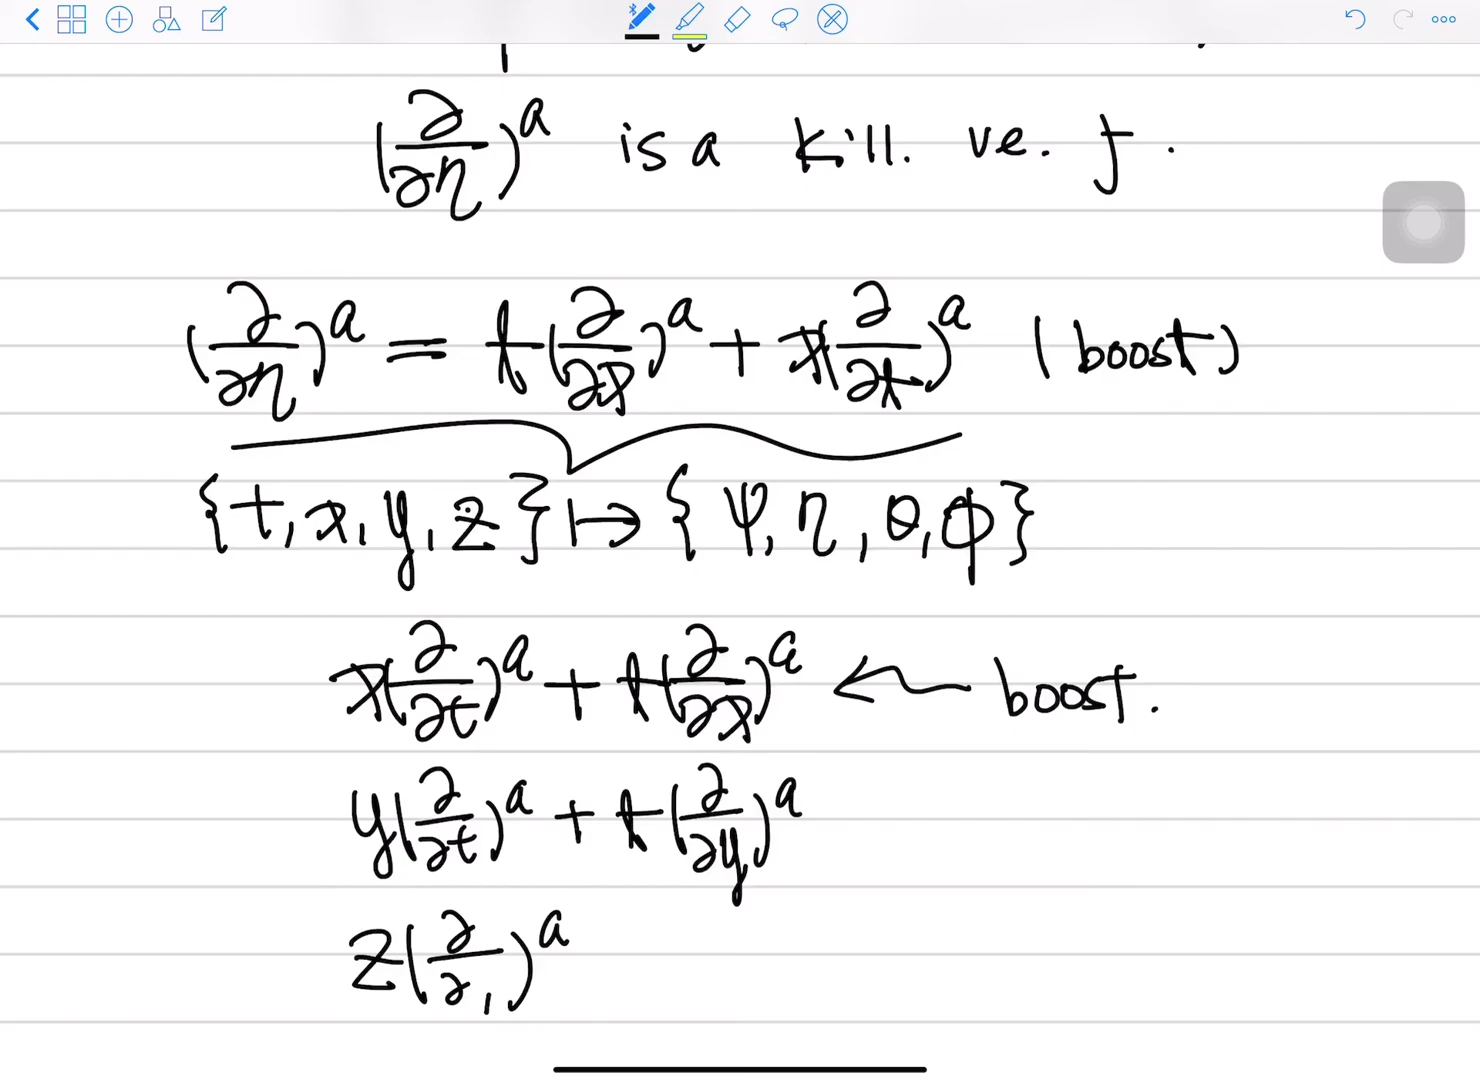 (∂/∂η)^a is a kill. ve. f.
(∂/∂η)^a = t(∂/∂x)^a + x(∂/∂t)^a (boost)
{t, x, y, z} ↦ {ψ, η, θ, ϕ}
x(∂/∂t)^a + t(∂/∂x)^a ← boost.
y(∂/∂t)^a + t(∂/∂y)^a
z(∂/∂)^a